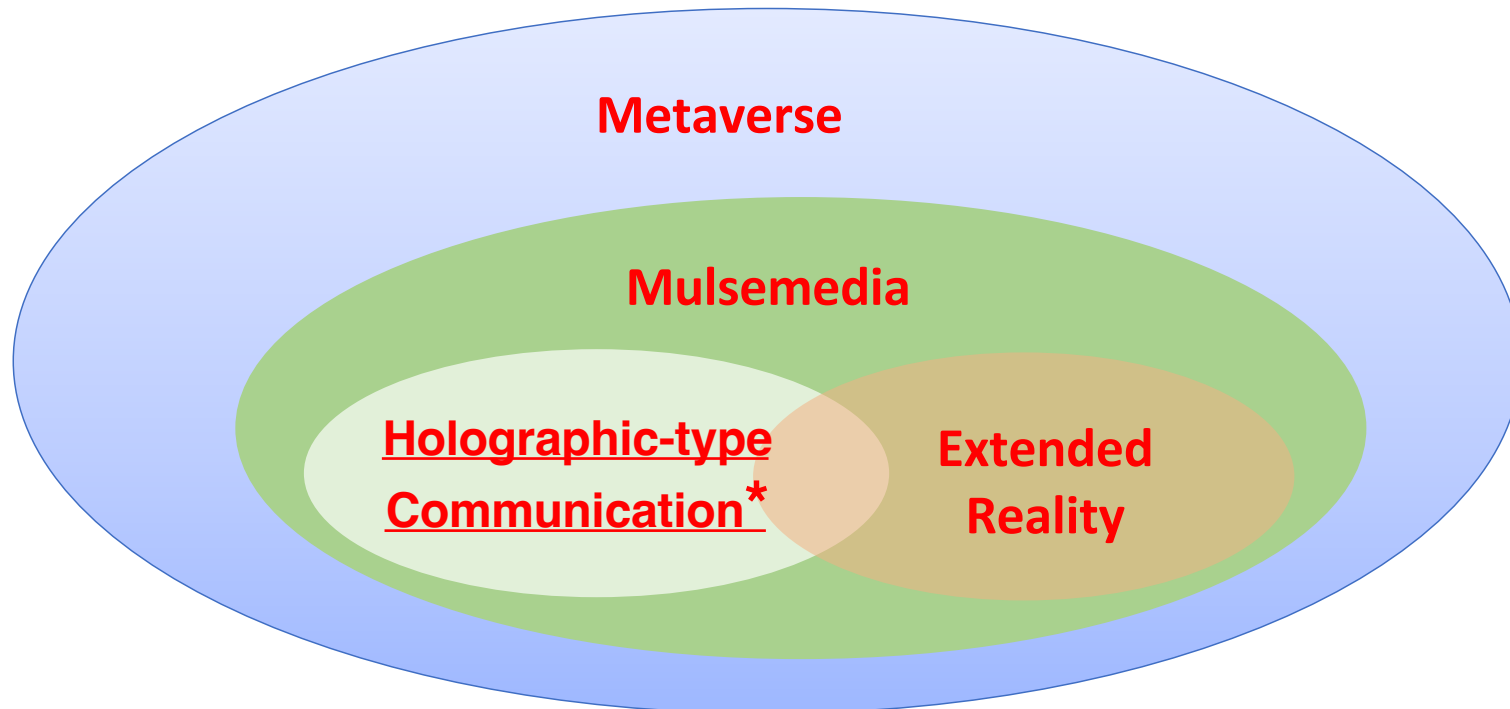 Metaverse
Mulsemedia
Holographic-type
Communication*
Extended
Reality